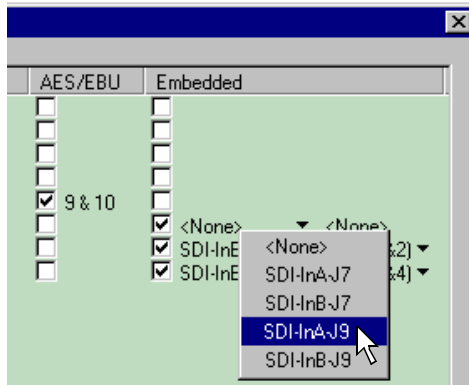 AES/EBU Embedded
9 & 10
<None> <None>
SDI-InE &2)
SDI-InE &4)
<None>
SDI-InA-J7
SDI-InB-J7
SDI-InA-J9
SDI-InB-J9